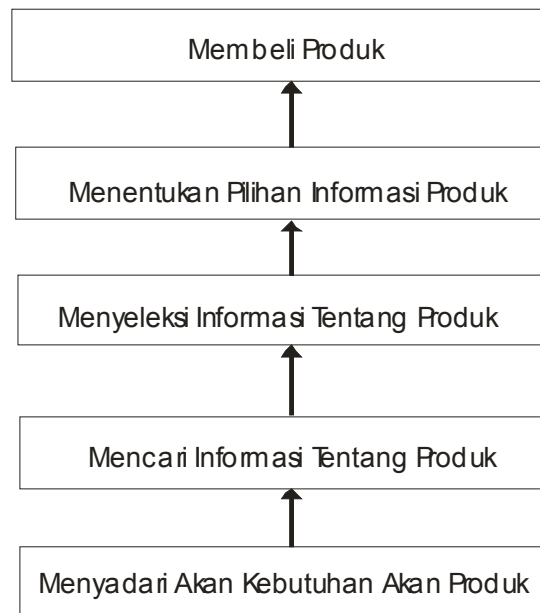 Membeli Produk
Menentukan Pilihan Informasi Produk
Menyeleksi Informasi Tentang Produk
Mencari Informasi Tentang Produk
Menyadari Akan Kebutuhan Akan Produk